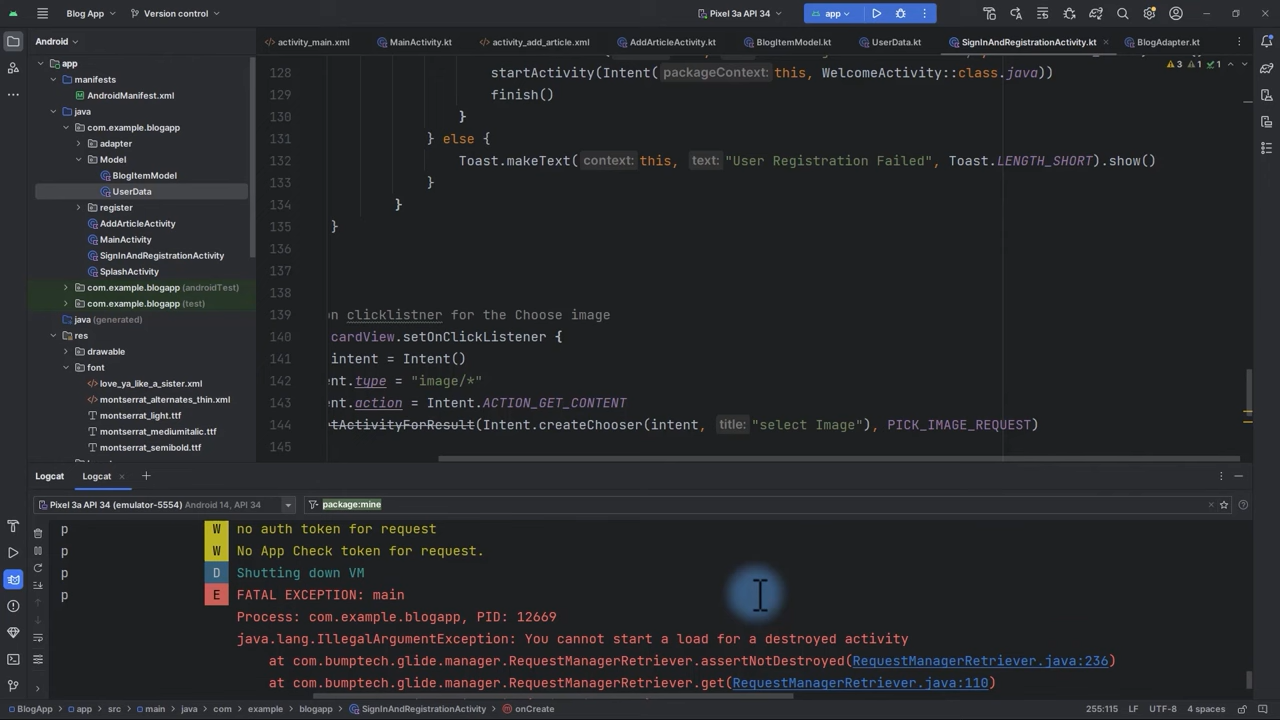 Blog App
Version control
Pixel 3a API 34
app
Android
activity_main.xml
MainActivity.kt
activity_add_article.xml
AddArticleActivity.kt
BlogItemModel.kt
UserData.kt
SignInAndRegistrationActivity.kt
BlogAdapter.kt
3 1 1
app
manifests
AndroidManifest.xml
java
com.example.blogapp
adapter
Model
BlogItemModel
UserData
register
AddArticleActivity
MainActivity
SignInAndRegistrationActivity
SplashActivity
com.example.blogapp (androidTest)
com.example.blogapp (test)
java (generated)
res
drawable
font
love_ya_like_a_sister.xml
montserrat_alternates_thin.xml
montserrat_light.ttf
montserrat_mediumitalic.ttf
montserrat_semibold.ttf
128 startActivity(Intent( packageContext: this, WelcomeActivity::class.java))
129 finish()
130 }
131 } else {
132 Toast.makeText( context: this, text: "User Registration Failed", Toast.LENGTH_SHORT).show()
133 }
134 }
135 }
136
137
138
139 on clicklistner for the Choose image
140 cardView.setOnClickListener {
141 intent = Intent()
142 nt.type = "image/*"
143 nt.action = Intent.ACTION_GET_CONTENT
144 rtActivityForResult(Intent.createChooser(intent, title: "select Image"), PICK_IMAGE_REQUEST)
145
Logcat
Logcat
Pixel 3a API 34 (emulator-5554) Android 14, API 34
package:mine
p W no auth token for request
p W No App Check token for request.
p D Shutting down VM
p E FATAL EXCEPTION: main
Process: com.example.blogapp, PID: 12669
java.lang.IllegalArgumentException: You cannot start a load for a destroyed activity
at com.bumptech.glide.manager.RequestManagerRetriever.assertNotDestroyed(RequestManagerRetriever.java:236)
at com.bumptech.glide.manager.RequestManagerRetriever.get(RequestManagerRetriever.java:110)
BlogApp > app > src > main > java > com > example > blogapp > SignInAndRegistrationActivity > onCreate
255:115 LF UTF-8 4 spaces